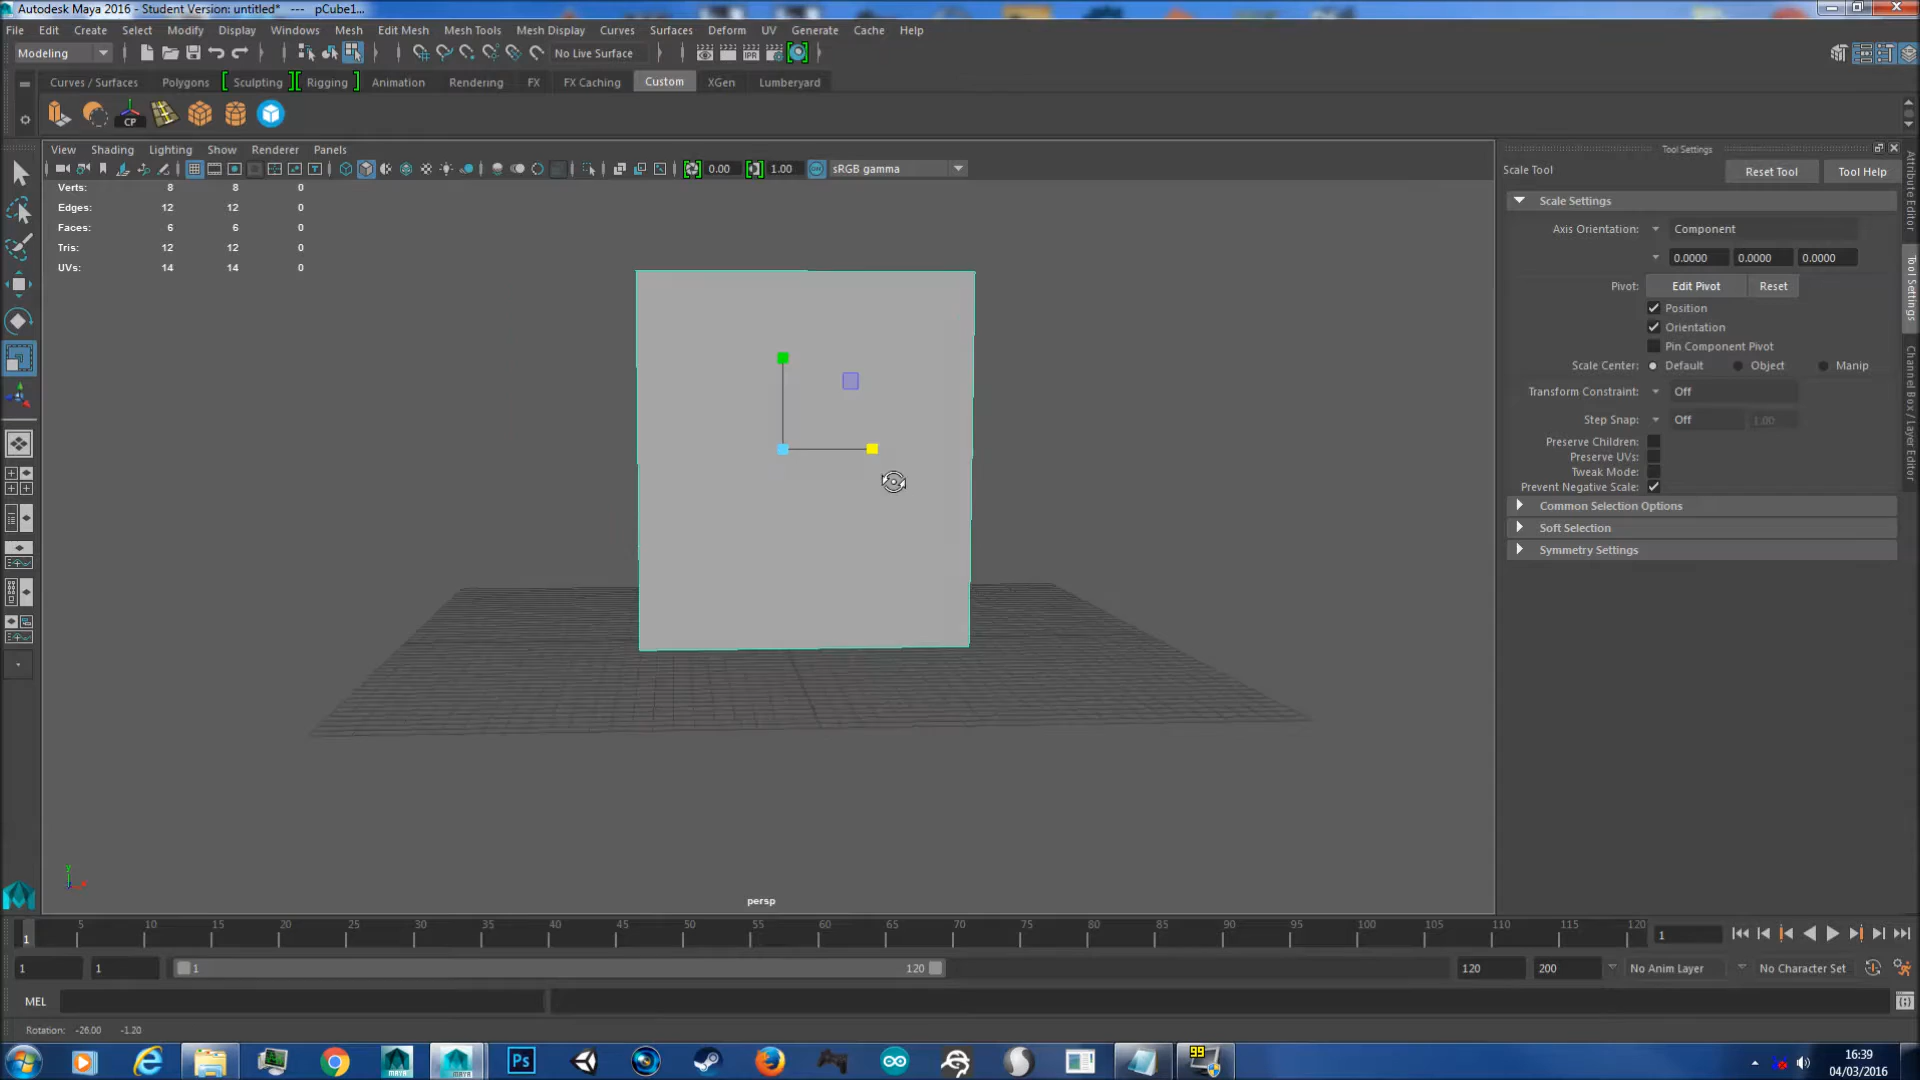 Autodesk Maya 2016 - Student Version: untitled* --- pCube1...
File Edit Create Select Modify Display Windows Mesh Edit Mesh Mesh Tools Mesh Display Curves Surfaces Deform UV Generate Cache Help
Modeling No Live Surface
Curves / Surfaces Polygons Sculpting Rigging Animation Rendering FX FX Caching Custom XGen Lumberyard
CP
View Shading Lighting Show Renderer Panels
0.00 1.00 sRGB gamma
Verts: 8 8 0
Edges: 12 12 0
Faces: 6 6 0
Tris: 12 12 0
UVs: 14 14 0
persp
Tool Settings
Scale Tool Reset Tool Tool Help
Scale Settings
Axis Orientation: Component
0.0000 0.0000 0.0000
Pivot: Edit Pivot Reset
Position
Orientation
Pin Component Pivot
Scale Center: Default Object Manip
Transform Constraint: Off
Step Snap: Off 1.00
Preserve Children:
Preserve UVs:
Tweak Mode:
Prevent Negative Scale:
Common Selection Options
Soft Selection
Symmetry Settings
Attribute Editor
Tool Settings
Channel Box / Layer Editor
1 5 10 15 20 25 30 35 40 45 50 55 60 65 70 75 80 85 90 95 100 105 110 115 120 1
1 1 1 120 120 200 No Anim Layer No Character Set
MEL
Rotation: -26.00 -1.20
MAYA MAYA Ps 99
16:39
04/03/2016